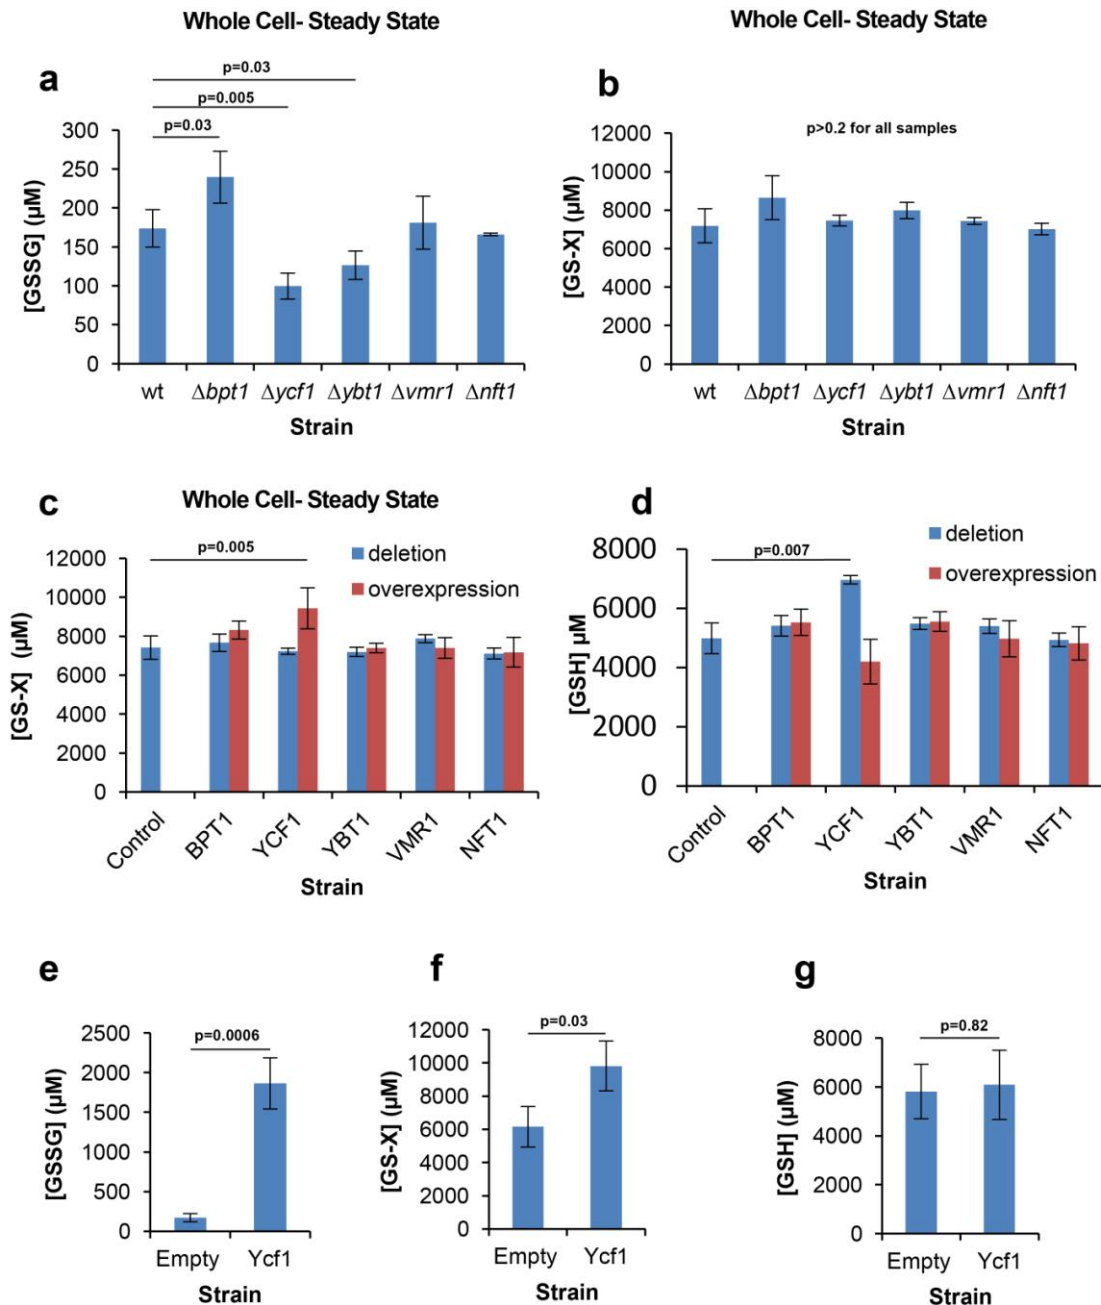 Whole Cell- Steady State
Whole Cell- Steady State
a
p=0.03
p=0.005
p=0.03
300
250
200
150
100
50
0
[GSSG] (µM)
wt Δbpt1 Δycf1 Δybt1 Δvmr1 Δnft1
Strain
b
p>0.2 for all samples
12000
10000
8000
6000
4000
2000
0
[GS-X] (µM)
wt Δbpt1 Δycf1 Δybt1 Δvmr1 Δnft1
Strain
c
Whole Cell- Steady State
p=0.005
deletion
overexpression
12000
10000
8000
6000
4000
2000
0
[GS-X] (µM)
Control BPT1 YCF1 YBT1 VMR1 NFT1
Strain
d
deletion
overexpression
p=0.007
8000
6000
4000
2000
0
[GSH] µM
Control BPT1 YCF1 YBT1 VMR1 NFT1
Strain
e
p=0.0006
2500
2000
1500
1000
500
0
[GSSG] (µM)
Empty Ycf1
Strain
f
p=0.03
12000
10000
8000
6000
4000
2000
0
[GS-X] (µM)
Empty Ycf1
Strain
g
p=0.82
8000
6000
4000
2000
0
[GSH] (µM)
Empty Ycf1
Strain